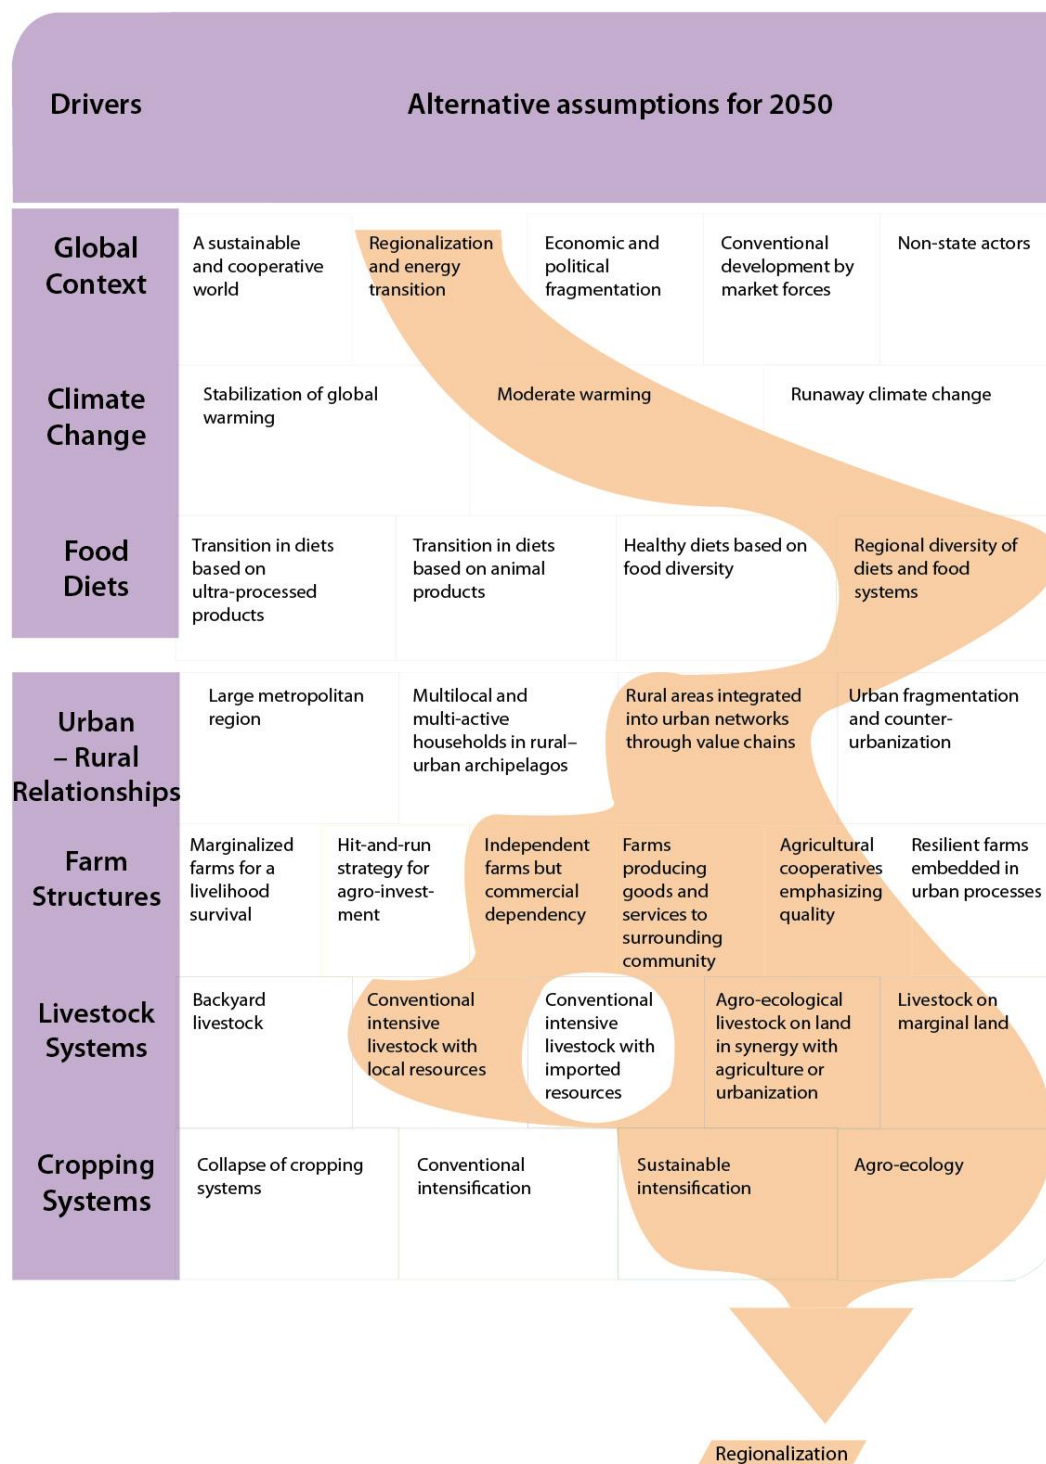 Drivers
Alternative assumptions for 2050
Global
Context
A sustainable
and cooperative
world
Regionalization
and energy
transition
Economic and
political
fragmentation
Conventional
development by
market forces
Non-state actors
Climate
Change
Stabilization of global
warming
Moderate warming
Runaway climate change
Food
Diets
Transition in diets
based on
ultra-processed
products
Transition in diets
based on animal
products
Healthy diets based on
food diversity
Regional diversity of
diets and food
systems
Urban
– Rural
Relationships
Large metropolitan
region
Multilocal and
multi-active
households in rural–
urban archipelagos
Rural areas integrated
into urban networks
through value chains
Urban fragmentation
and counter-
urbanization
Farm
Structures
Marginalized
farms for a
livelihood
survival
Hit-and-run
strategy for
agro-invest-
ment
Independent
farms but
commercial
dependency
Farms
producing
goods and
services to
surrounding
community
Agricultural
cooperatives
emphasizing
quality
Resilient farms
embedded in
urban processes
Livestock
Systems
Backyard
livestock
Conventional
intensive
livestock with
local resources
Conventional
intensive
livestock with
imported
resources
Agro-ecological
livestock on land
in synergy with
agriculture or
urbanization
Livestock on
marginal land
Cropping
Systems
Collapse of cropping
systems
Conventional
intensification
Sustainable
intensification
Agro-ecology
Regionalization